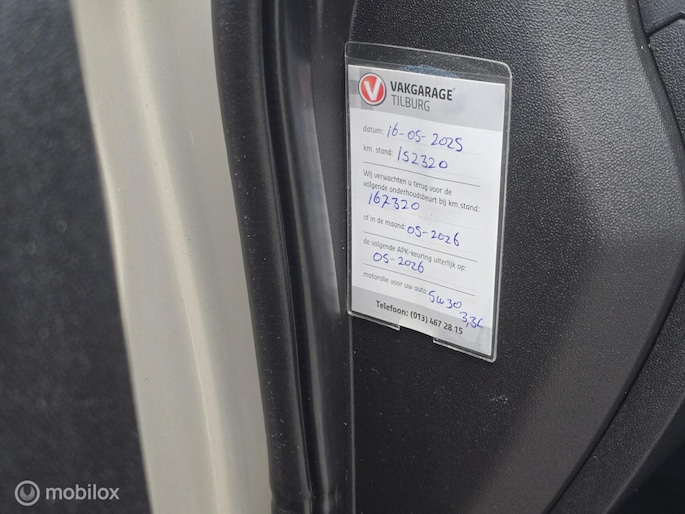 V VAKGARAGE
TILBURG
datum: 16-05-2025
km. stand: 152320
Wij verwachten u terug voor de
volgende onderhoudsbeurt bij km.stand:
167320
of in de maand: 05-2026
de volgende APK-keuring uiterlijk op:
05-2026
motorolie voor uw auto: 5W30
3,3L
Telefoon: (013) 467 28 15
mobilox